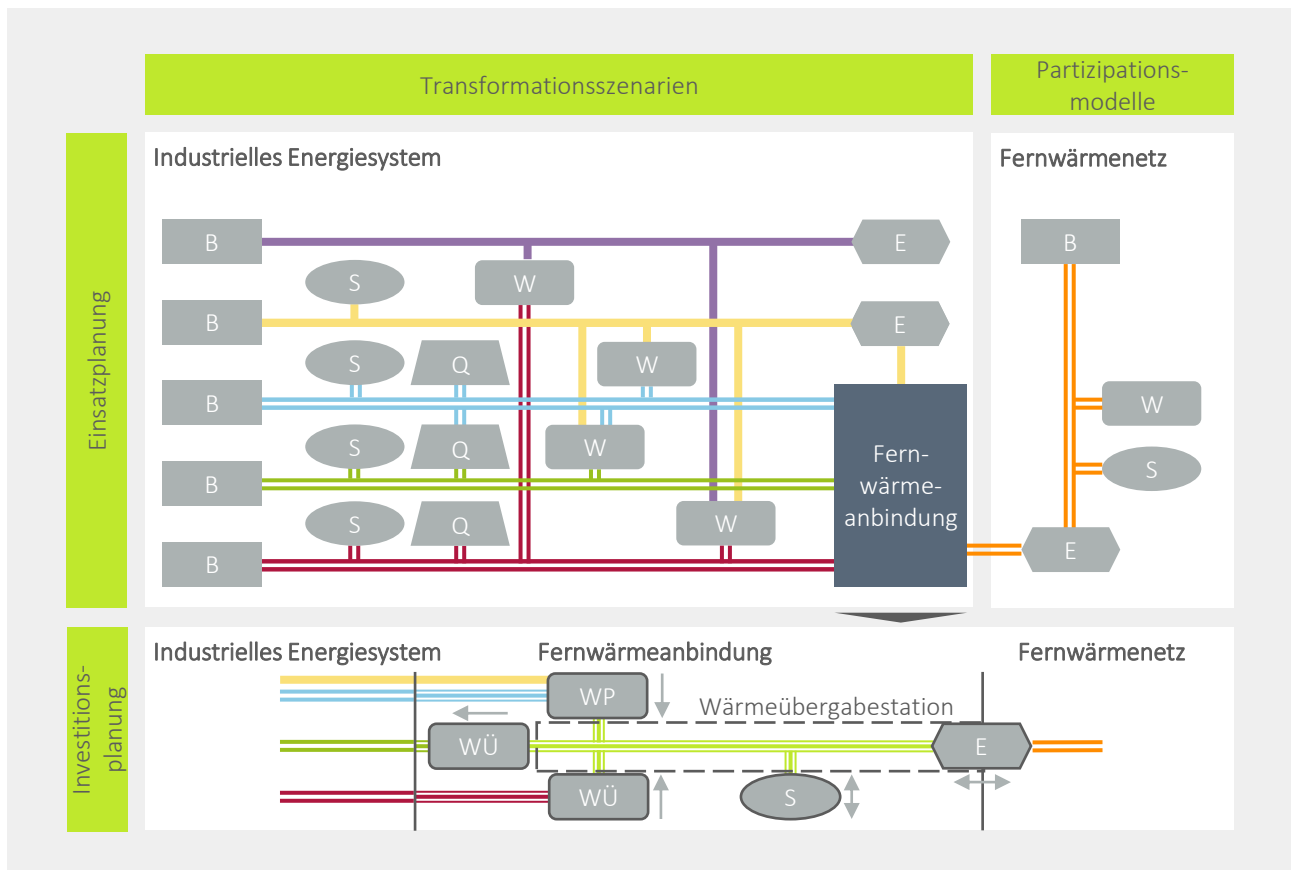 Transformationsszenarien
Partizipations-
modelle
Einsatzplanung
Industrielles Energiesystem
Fernwärmenetz
B
E
B
S
W
B
E
S
Q
W
B
W
Fern-
wärme-
anbindung
S
Q
W
B
S
S
Q
W
B
E
Investitions-
planung
Industrielles Energiesystem
Fernwärmeanbindung
Fernwärmenetz
WP
Wärmeübergabestation
WÜ
E
WÜ
S